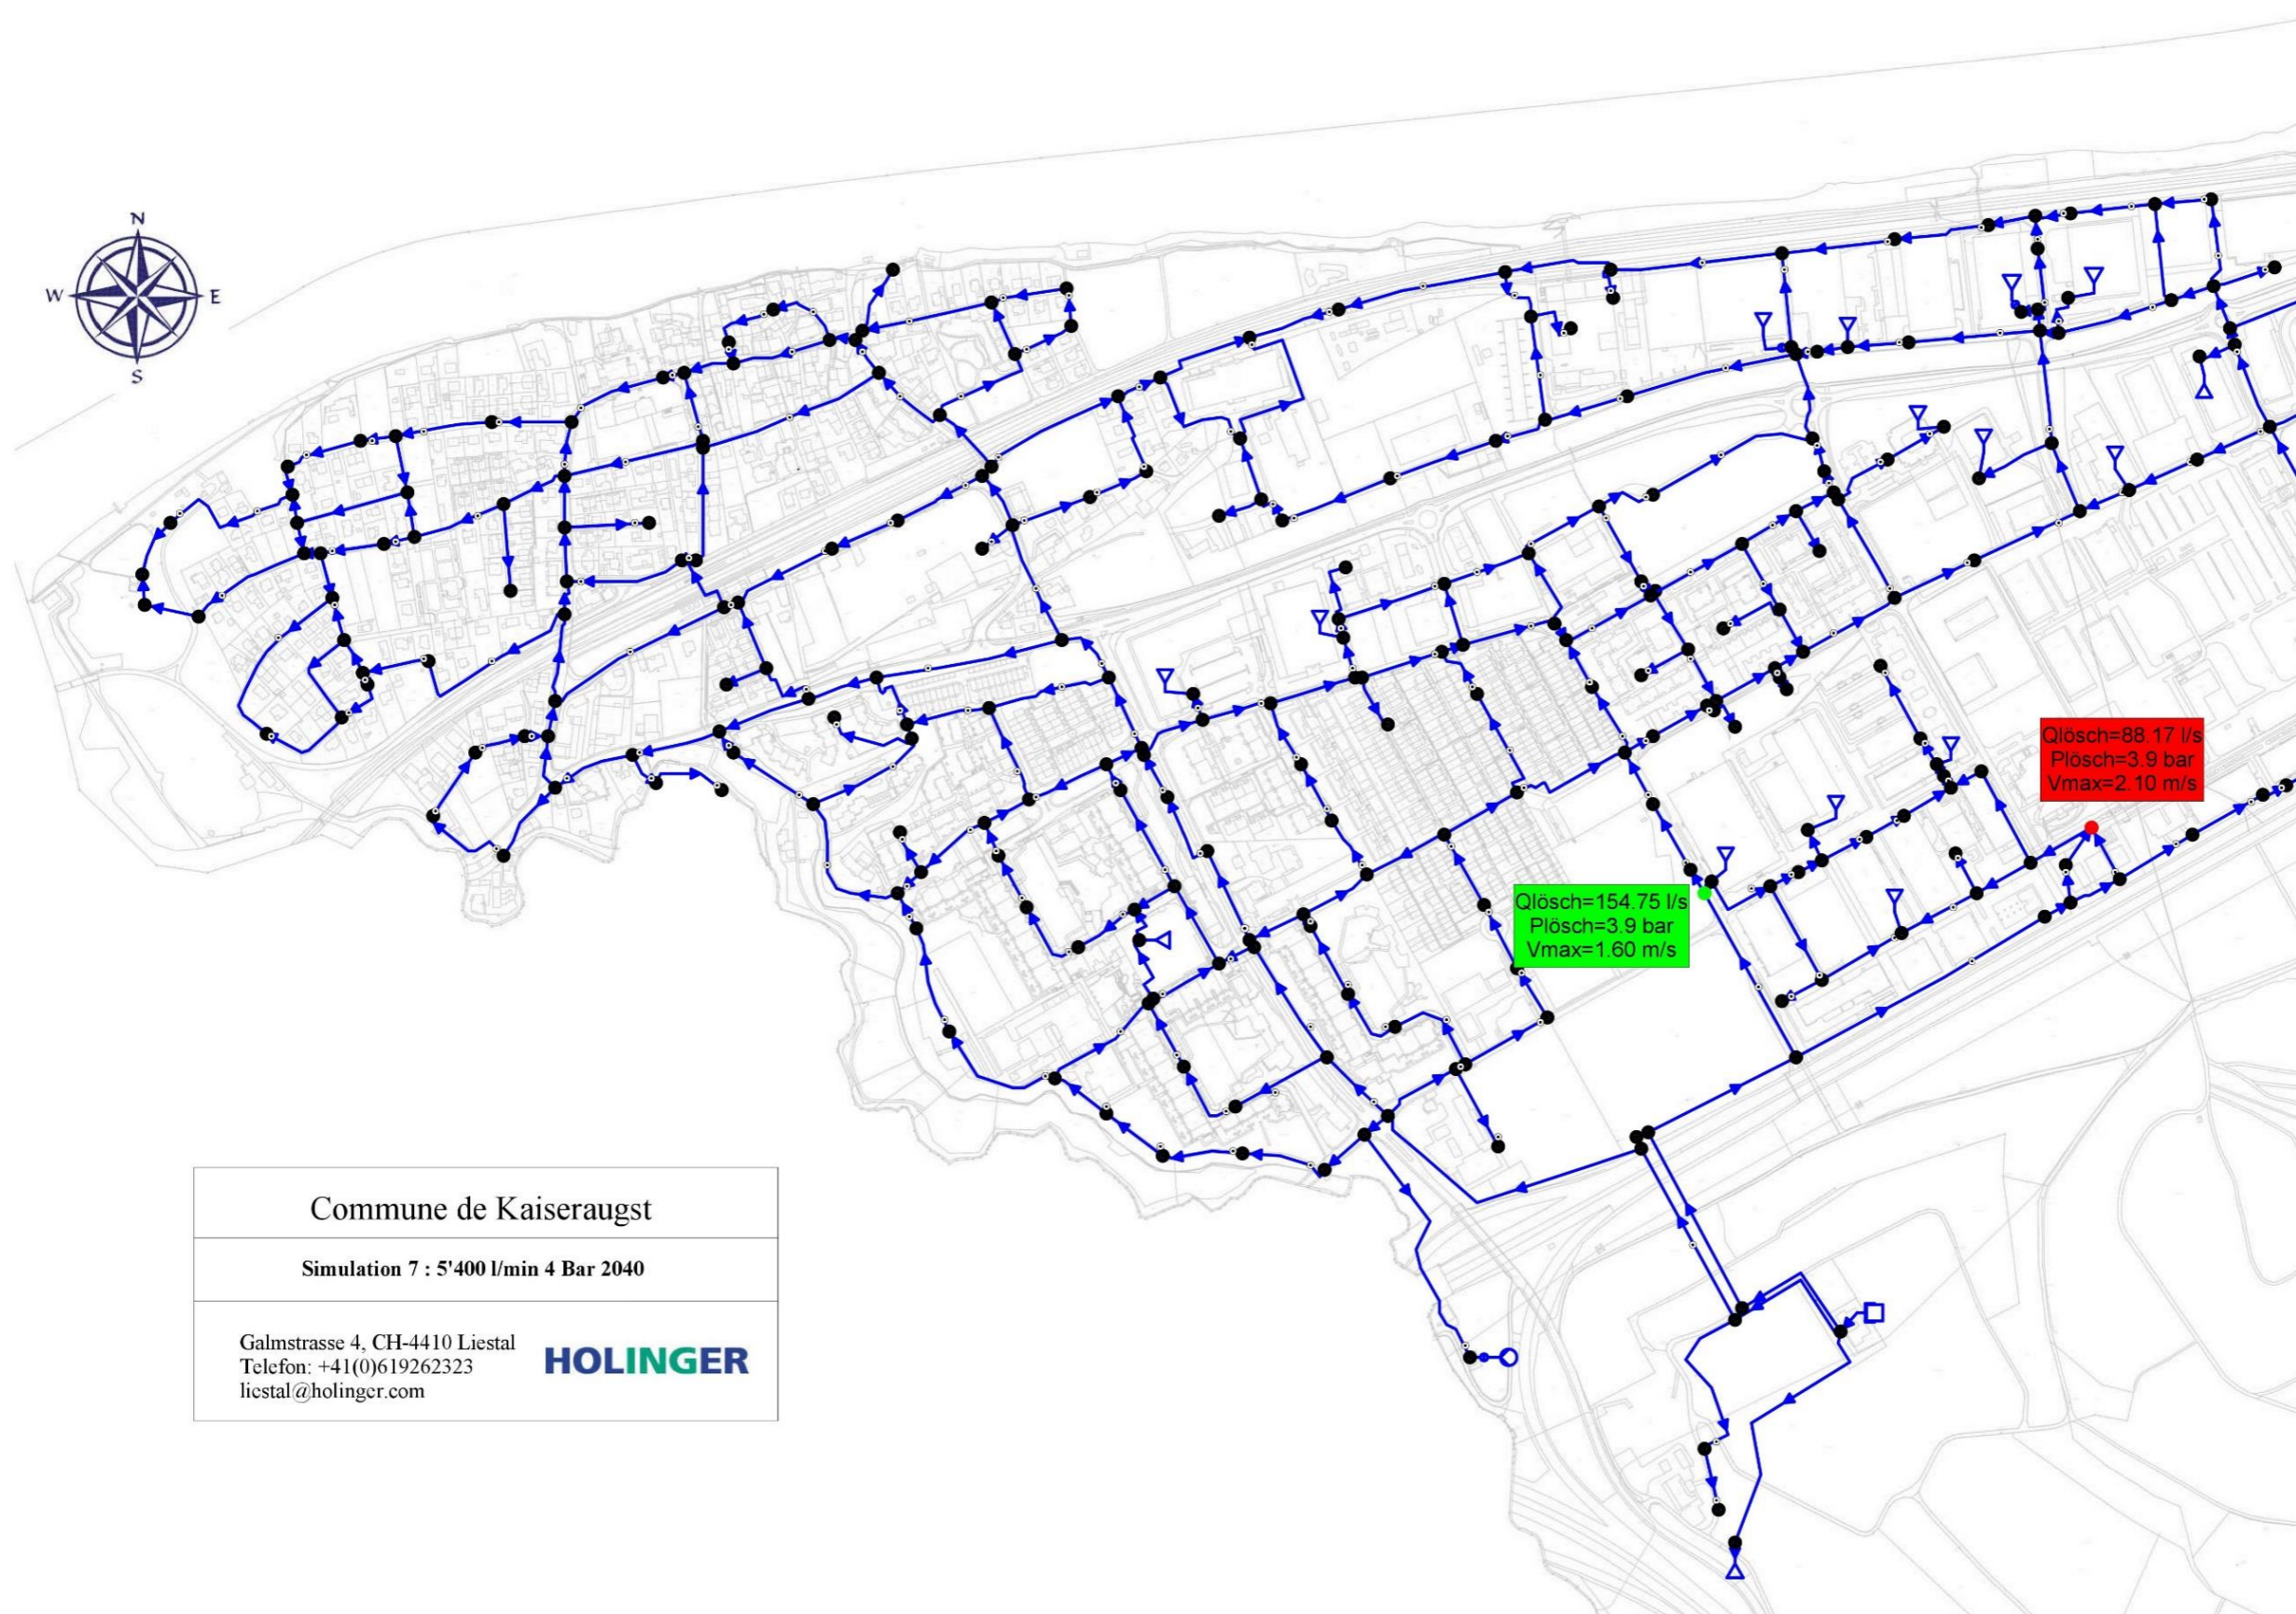 N
W
E
S
Qlösch=88.17 l/s
Plösch=3.9 bar
Vmax=2.10 m/s
Qlösch=154.75 l/s
Plösch=3.9 bar
Vmax=1.60 m/s
Commune de Kaiseraugst
Simulation 7 : 5'400 l/min 4 Bar 2040
Galmstrasse 4, CH-4410 Liestal
Telefon: +41(0)619262323
liestal@holinger.com
HOLINGER